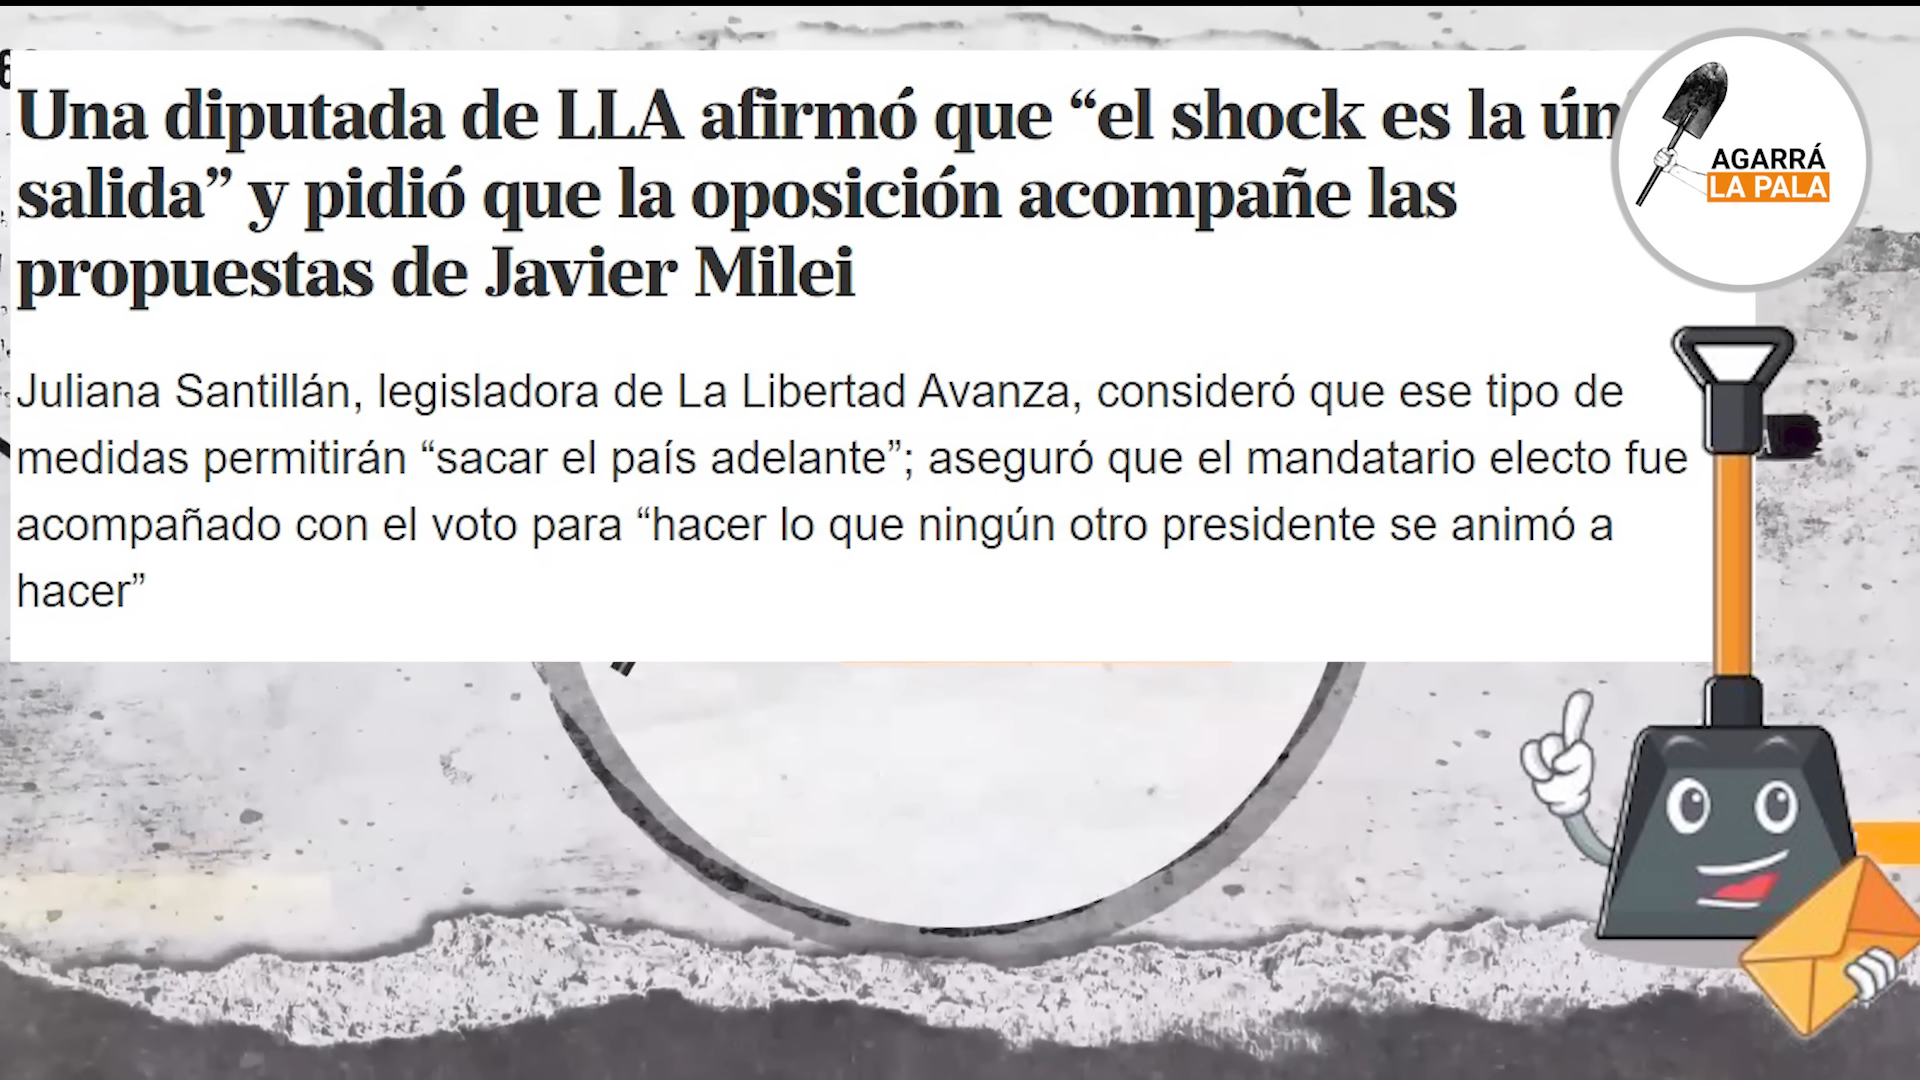 Una diputada de LLA afirmó que “el shock es la ún
salida” y pidió que la oposición acompañe las
propuestas de Javier Milei
Juliana Santillán, legisladora de La Libertad Avanza, consideró que ese tipo de
medidas permitirán “sacar el país adelante”; aseguró que el mandatario electo fue
acompañado con el voto para “hacer lo que ningún otro presidente se animó a
hacer”
AGARRÁ
LA PALA